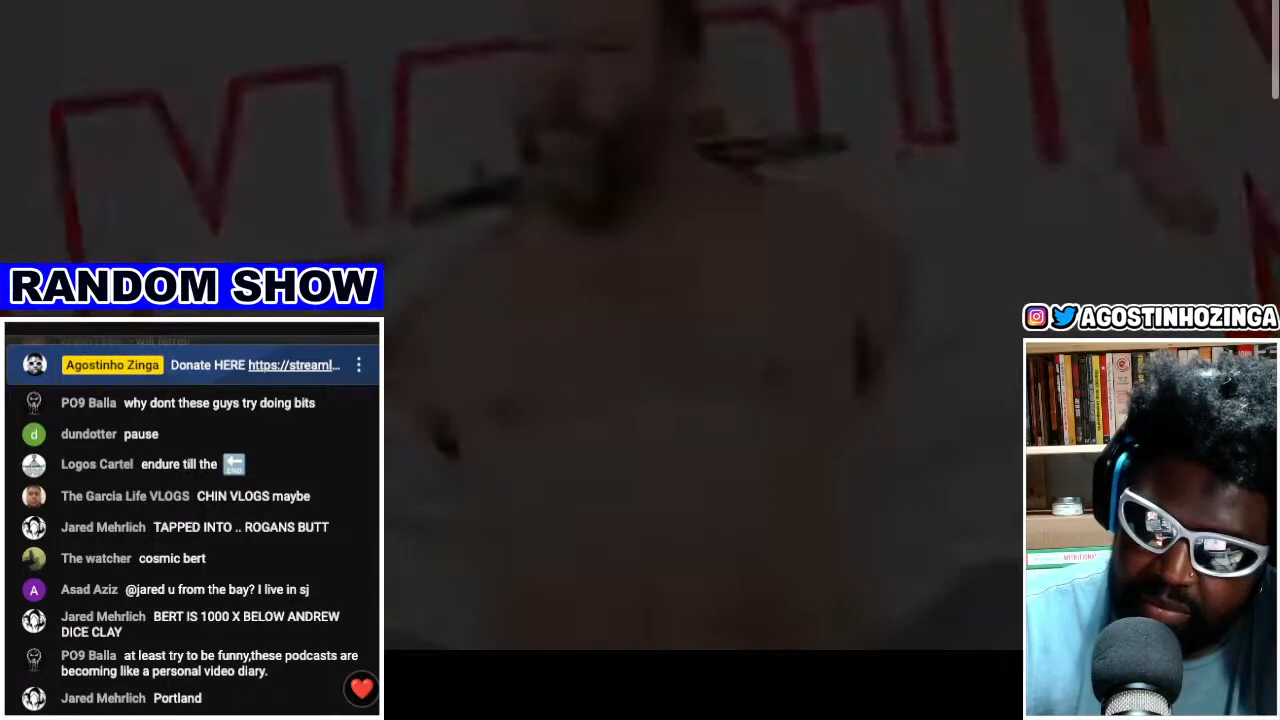 RANDOM SHOW
Agostinho Zinga Donate HERE https://streaml...
PO9 Balla why dont these guys try doing bits
dundotter pause
Logos Cartel endure till the 🔚
The Garcia Life VLOGS CHIN VLOGS maybe
Jared Mehrlich TAPPED INTO .. ROGANS BUTT
The watcher cosmic bert
A Asad Aziz @jared u from the bay? I live in sj
Jared Mehrlich BERT IS 1000 X BELOW ANDREW
DICE CLAY
PO9 Balla at least try to be funny,these podcasts are
becoming like a personal video diary.
Jared Mehrlich Portland
AGOSTINHOZINGA